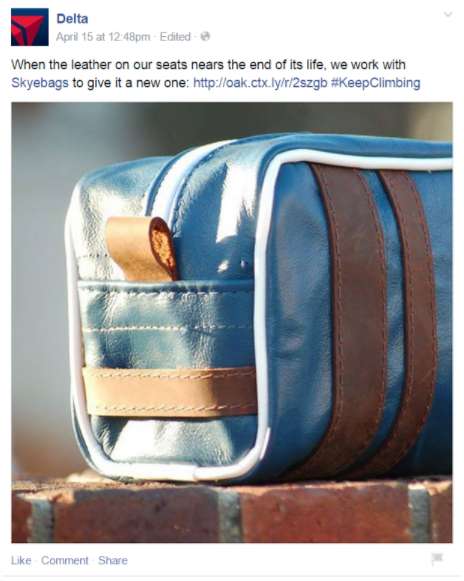 Delta
April 15 at 12:48pm · Edited ·
When the leather on our seats nears the end of its life, we work with
Skyebags to give it a new one: http://oak.ctx.ly/r/2szgb #KeepClimbing
Like · Comment · Share